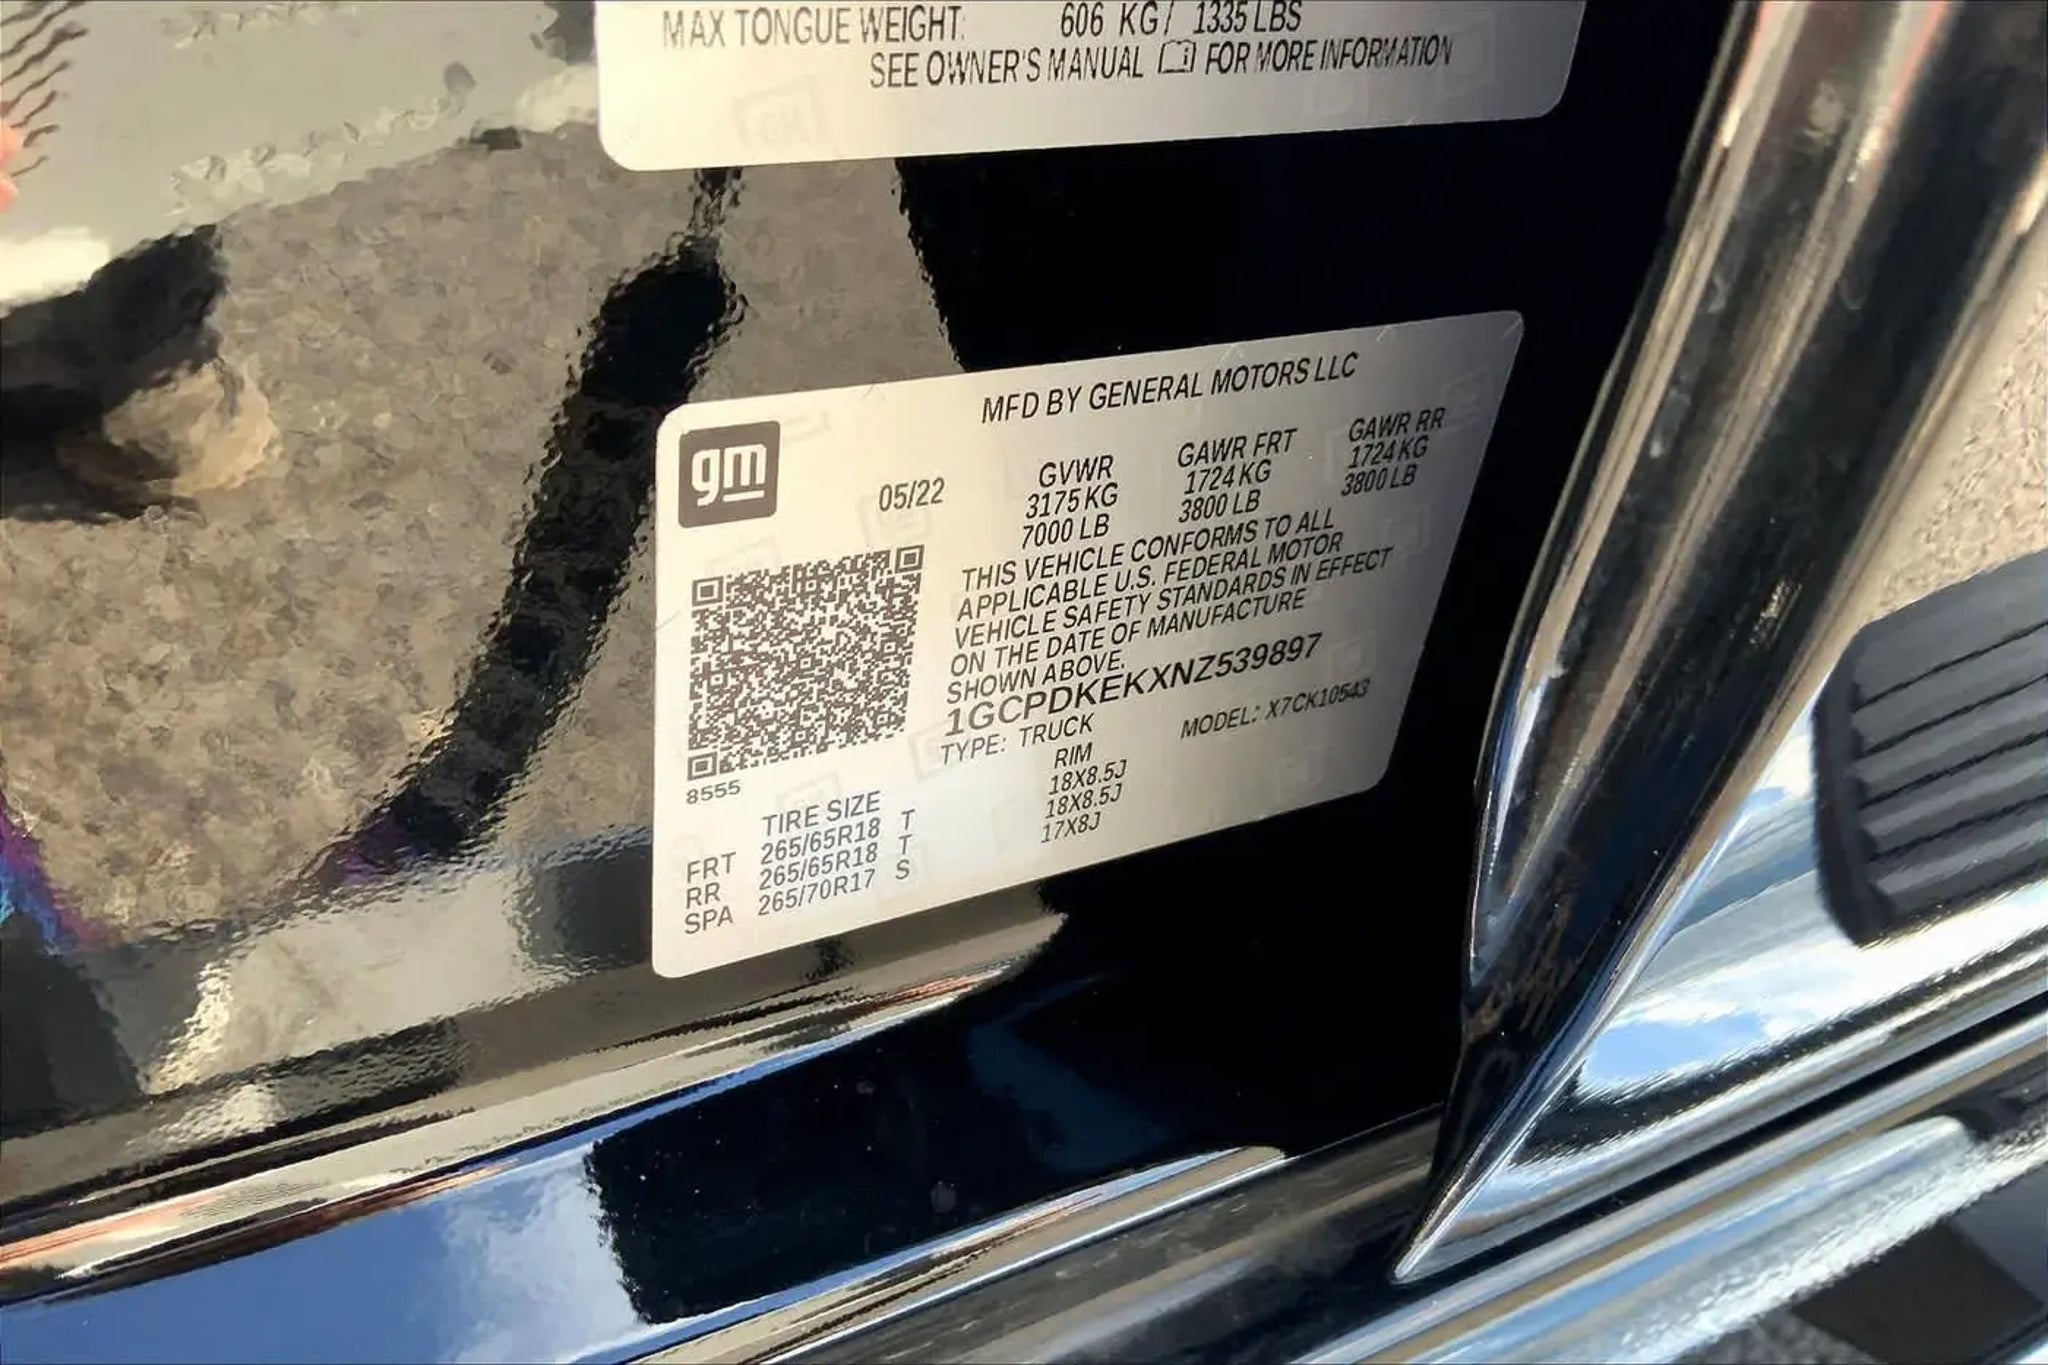 MAX TONGUE WEIGHT: 606 KG / 1335 LBS
SEE OWNER'S MANUAL FOR MORE INFORMATION
MFD BY GENERAL MOTORS LLC
gm
05/22
GVWR GAWR FRT GAWR RR
3175 KG 1724 KG 1724 KG
7000 LB 3800 LB 3800 LB
THIS VEHICLE CONFORMS TO ALL
APPLICABLE U.S. FEDERAL MOTOR
VEHICLE SAFETY STANDARDS IN EFFECT
ON THE DATE OF MANUFACTURE
SHOWN ABOVE.
1GCPDKEKXNZ539897
TYPE: TRUCK MODEL: X7CK10543
8555
TIRE SIZE RIM
FRT 265/65R18 T 18X8.5J
RR 265/65R18 T 18X8.5J
SPA 265/70R17 S 17X8J